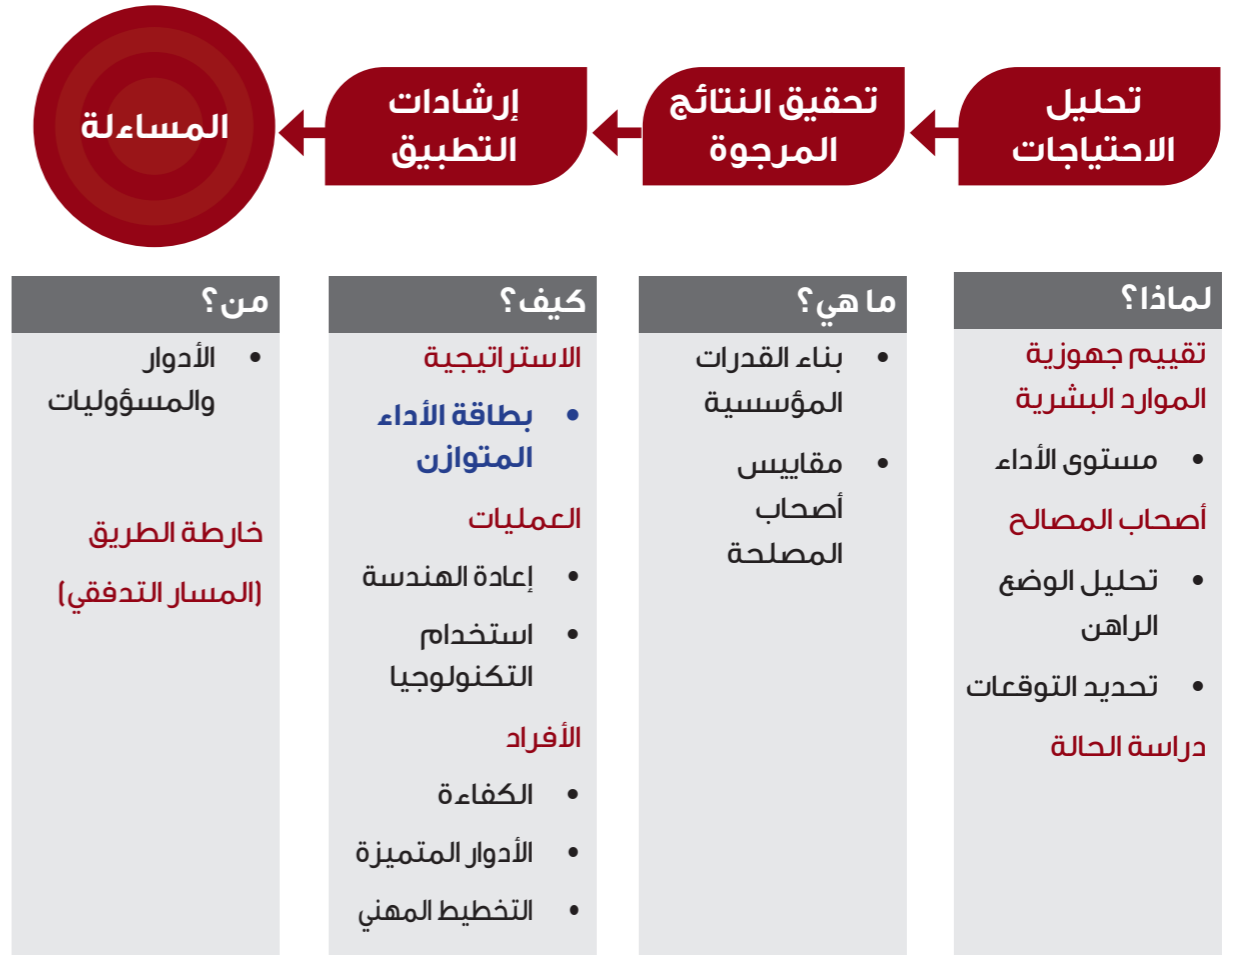 تحليل
الاحتياجات
تحقيق النتائج
المرجوة
إرشادات
التطبيق
المساءلة
لماذا؟
تقييم جهوزية
الموارد البشرية
• مستوى الأداء
أصحاب المصالح
• تحليل الوضع
الراهن
• تحديد التوقعات
دراسة الحالة
ما هي؟
• بناء القدرات
المؤسسية
• مقاييس
أصحاب
المصلحة
كيف؟
الاستراتيجية
• بطاقة الأداء
المتوازن
العمليات
• إعادة الهندسة
• استخدام
التكنولوجيا
الأفراد
• الكفاءة
• الأدوار المتميزة
• التخطيط المهني
من؟
• الأدوار
والمسؤوليات
خارطة الطريق
(المسار التدفقي)